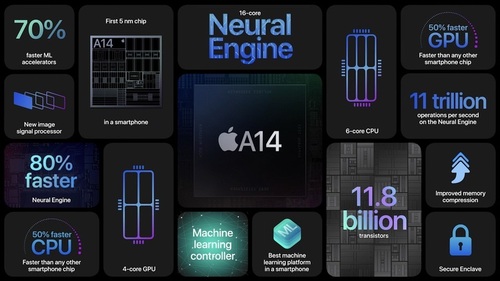 70%
faster ML
accelerators
First 5 nm chip
A14
in a smartphone
16-core
Neural
Engine
6-core CPU
50% faster
GPU
Faster than any other
smartphone chip
New image
signal processor
A14
11 trillion
operations per second
on the Neural Engine
80%
faster
Neural Engine
4-core GPU
11.8
billion
transistors
Improved memory
compression
50% faster
CPU
Faster than any other
smartphone chip
Machine
learning
controller
ML
Best machine
learning platform
in a smartphone
Secure Enclave